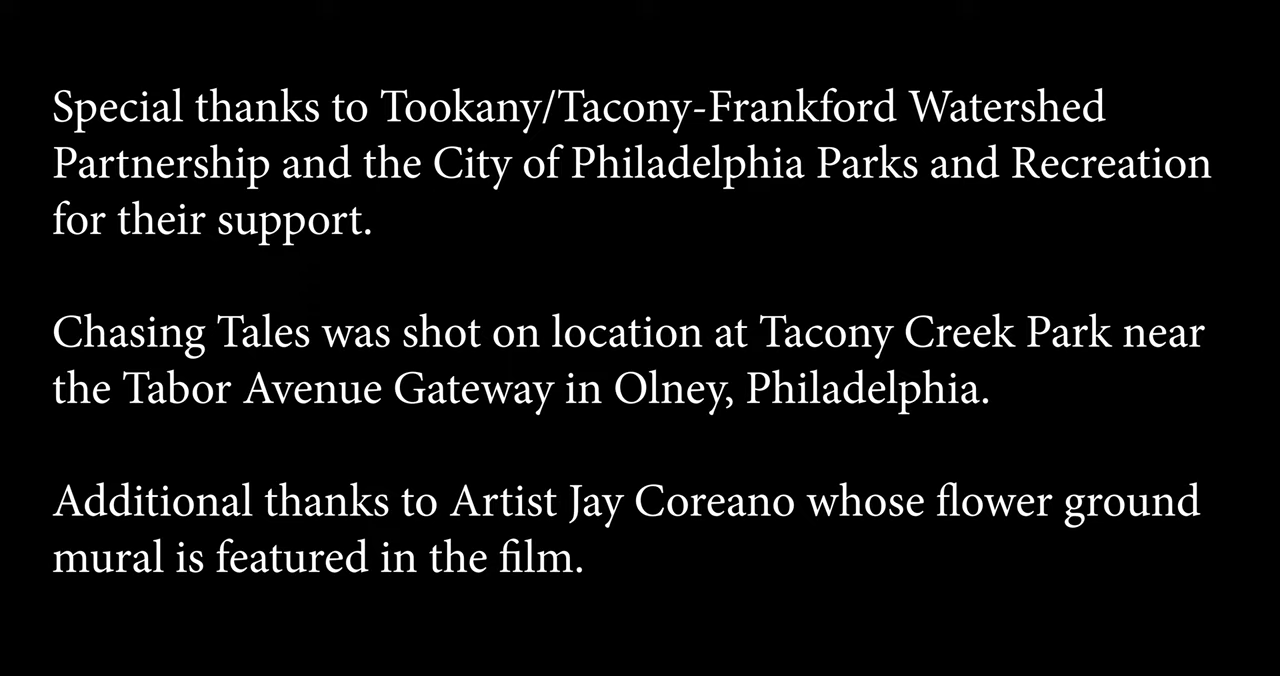 Special thanks to Tookany/Tacony-Frankford Watershed
Partnership and the City of Philadelphia Parks and Recreation
for their support.
Chasing Tales was shot on location at Tacony Creek Park near
the Tabor Avenue Gateway in Olney, Philadelphia.
Additional thanks to Artist Jay Coreano whose flower ground
mural is featured in the film.